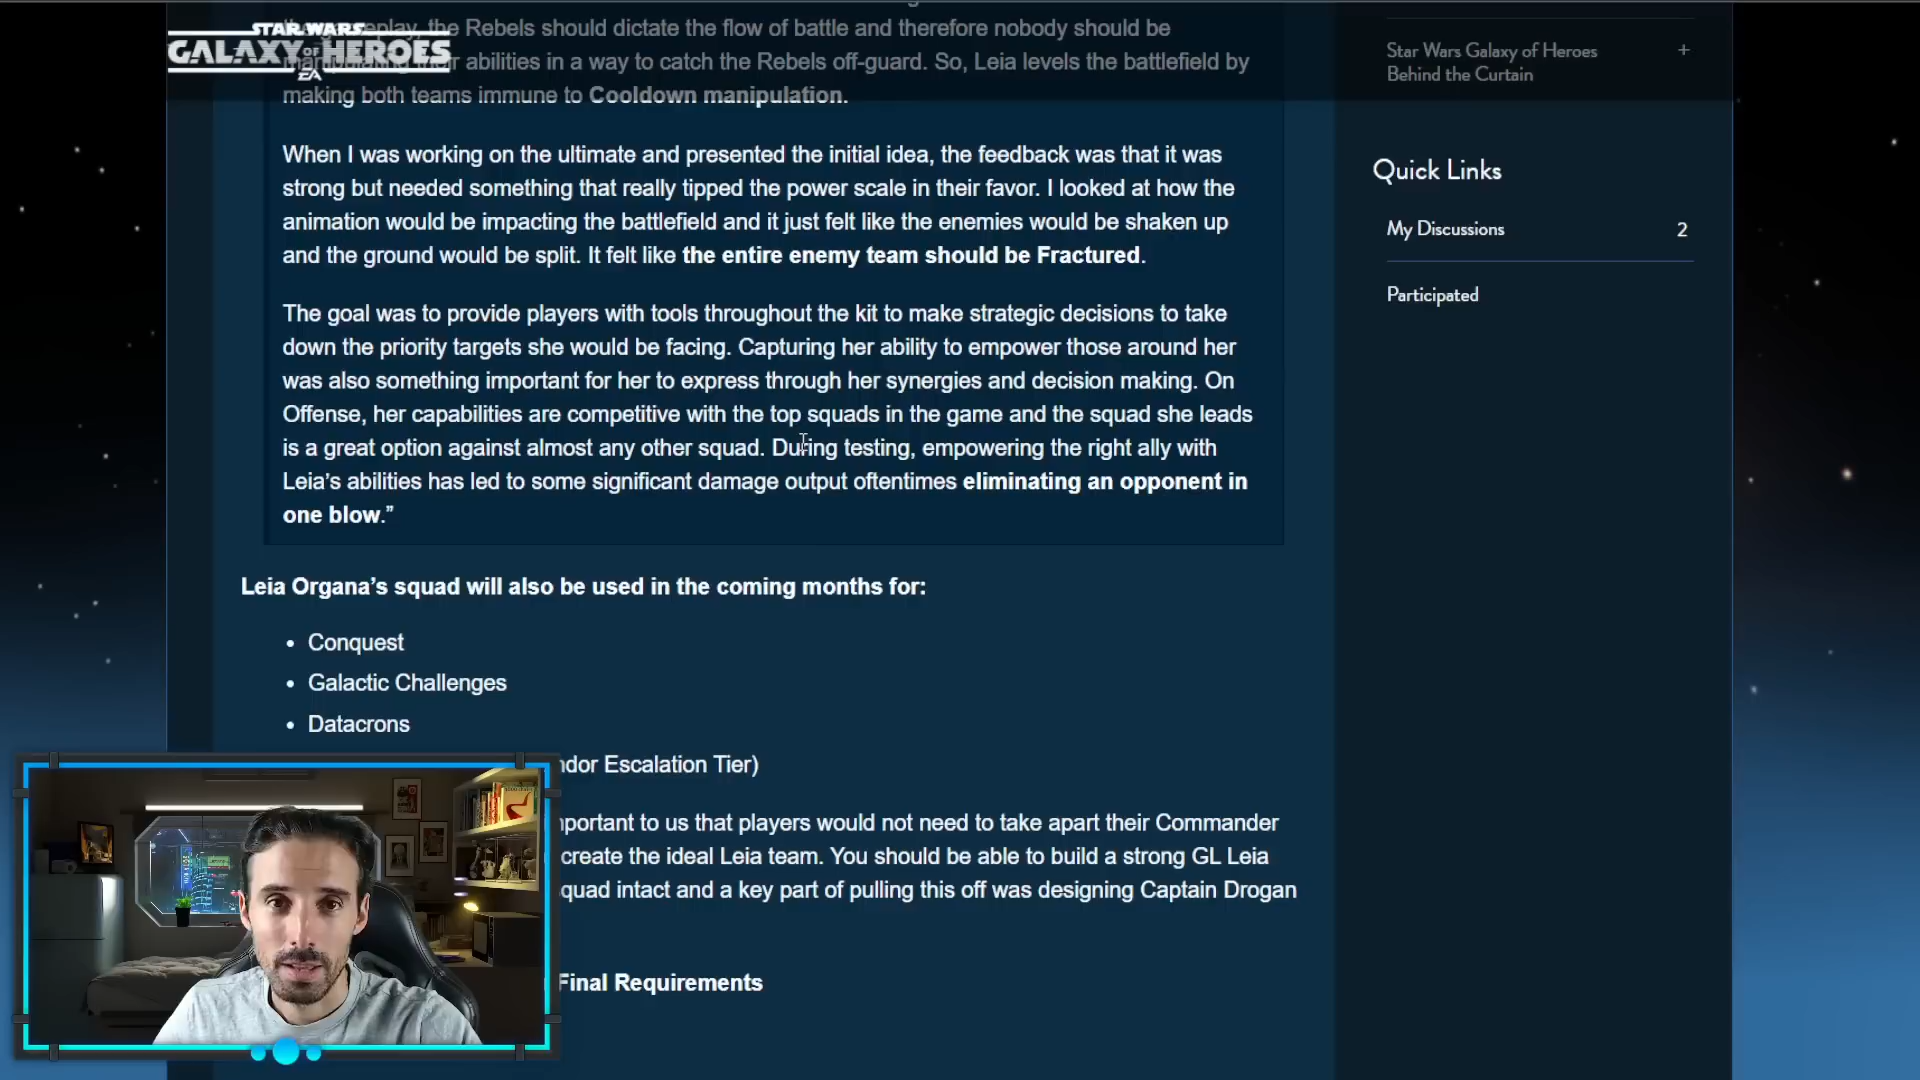 STAR WARS
GALAXY OF HEROES
EA
play, the Rebels should dictate the flow of battle and therefore nobody should be
abilities in a way to catch the Rebels off-guard. So, Leia levels the battlefield by
making both teams immune to Cooldown manipulation.
When I was working on the ultimate and presented the initial idea, the feedback was that it was
strong but needed something that really tipped the power scale in their favor. I looked at how the
animation would be impacting the battlefield and it just felt like the enemies would be shaken up
and the ground would be split. It felt like the entire enemy team should be Fractured.
The goal was to provide players with tools throughout the kit to make strategic decisions to take
down the priority targets she would be facing. Capturing her ability to empower those around her
was also something important for her to express through her synergies and decision making. On
Offense, her capabilities are competitive with the top squads in the game and the squad she leads
is a great option against almost any other squad. During testing, empowering the right ally with
Leia’s abilities has led to some significant damage output oftentimes eliminating an opponent in
one blow.”
Leia Organa’s squad will also be used in the coming months for:
• Conquest
• Galactic Challenges
• Datacrons
ndor Escalation Tier)
nportant to us that players would not need to take apart their Commander
create the ideal Leia team. You should be able to build a strong GL Leia
quad intact and a key part of pulling this off was designing Captain Drogan
Final Requirements
Star Wars Galaxy of Heroes +
Behind the Curtain
Quick Links
My Discussions 2
Participated